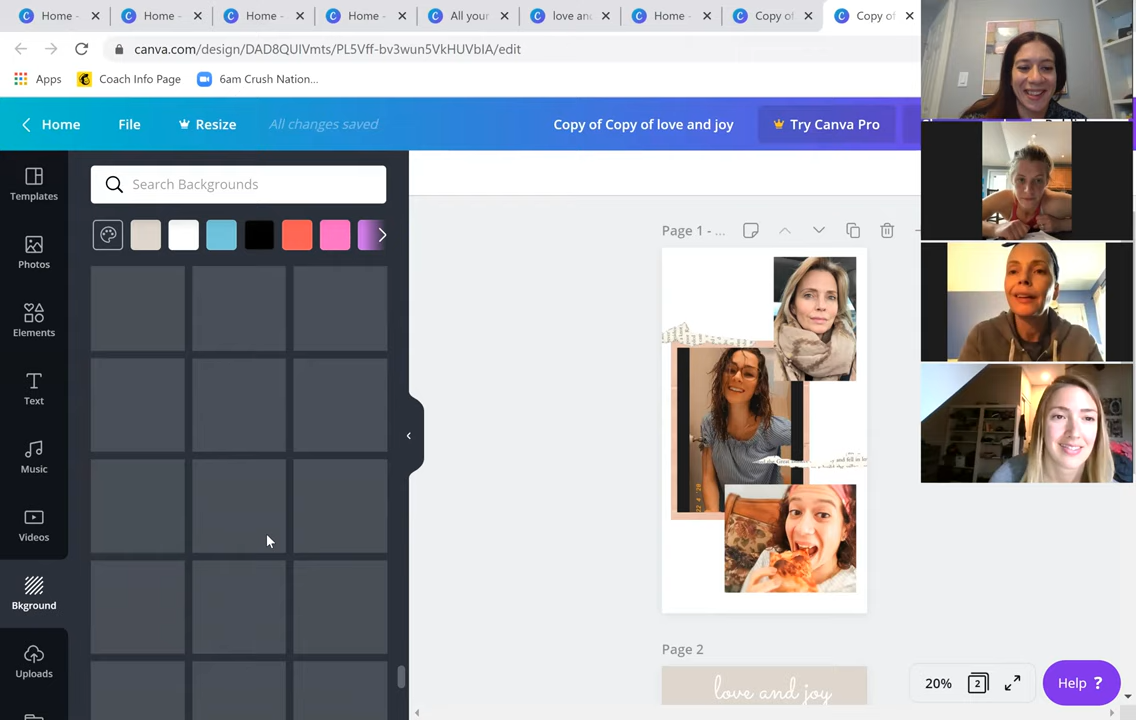 Home -
Home -
Home -
Home -
All your
love and
Home -
Copy of
Copy of
canva.com/design/DAD8QUIVmts/PL5Vff-bv3wun5VkHUVbIA/edit
Apps
Coach Info Page
6am Crush Nation...
Home
File
Resize
All changes saved
Copy of Copy of love and joy
Try Canva Pro
Templates
Photos
Elements
Text
Music
Videos
Bkground
Uploads
Search Backgrounds
Page 1 - ...
Page 2
love and joy
20%
2
Help ?